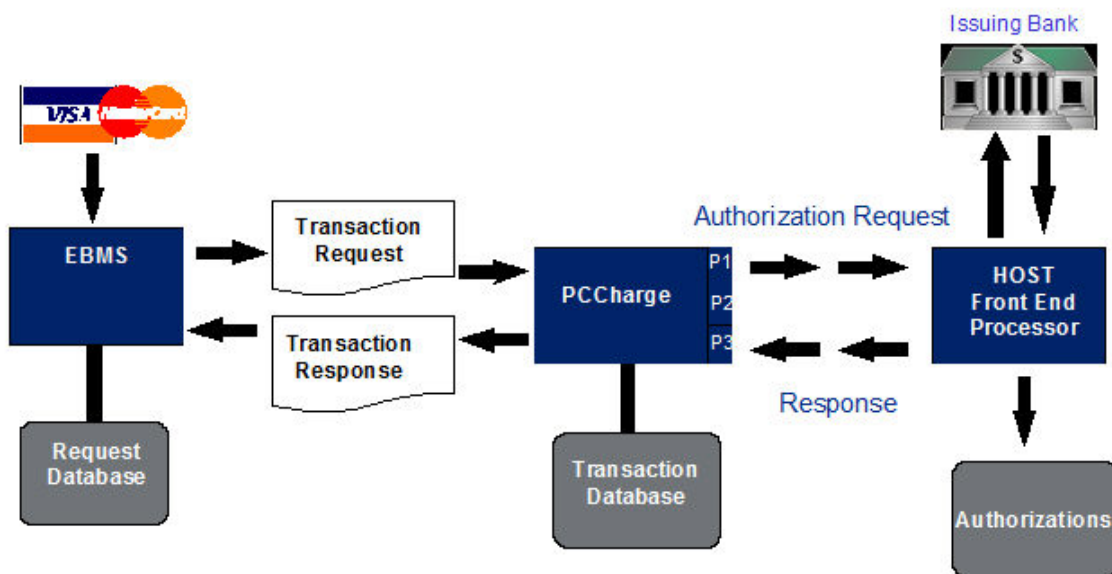 Issuing Bank
$
VISA MasterCard
Authorization Request
Transaction
Request
EBMS
PCCharge
P1
P2
P3
HOST
Front End
Processor
Transaction
Response
Response
Request
Database
Transaction
Database
Authorizations